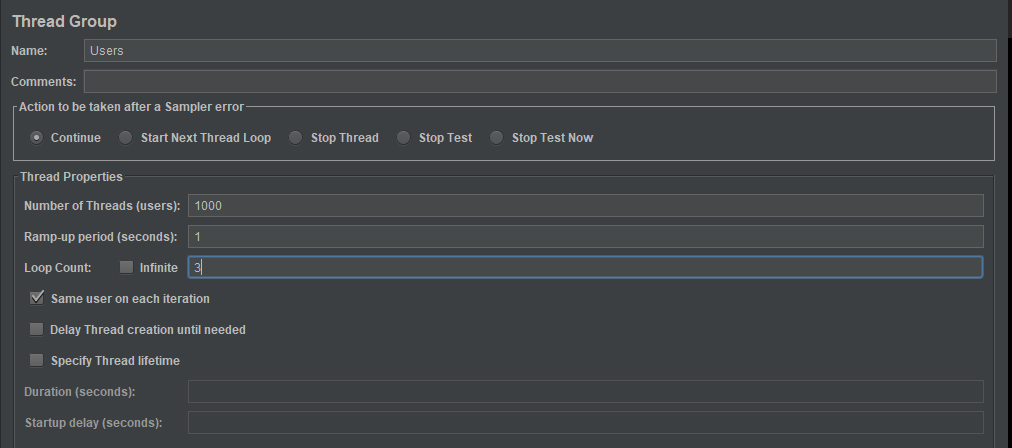 Thread Group
Name: Users
Comments:
Action to be taken after a Sampler error
Continue Start Next Thread Loop Stop Thread Stop Test Stop Test Now
Thread Properties
Number of Threads (users): 1000
Ramp-up period (seconds): 1
Loop Count: Infinite 3
Same user on each iteration
Delay Thread creation until needed
Specify Thread lifetime
Duration (seconds):
Startup delay (seconds):